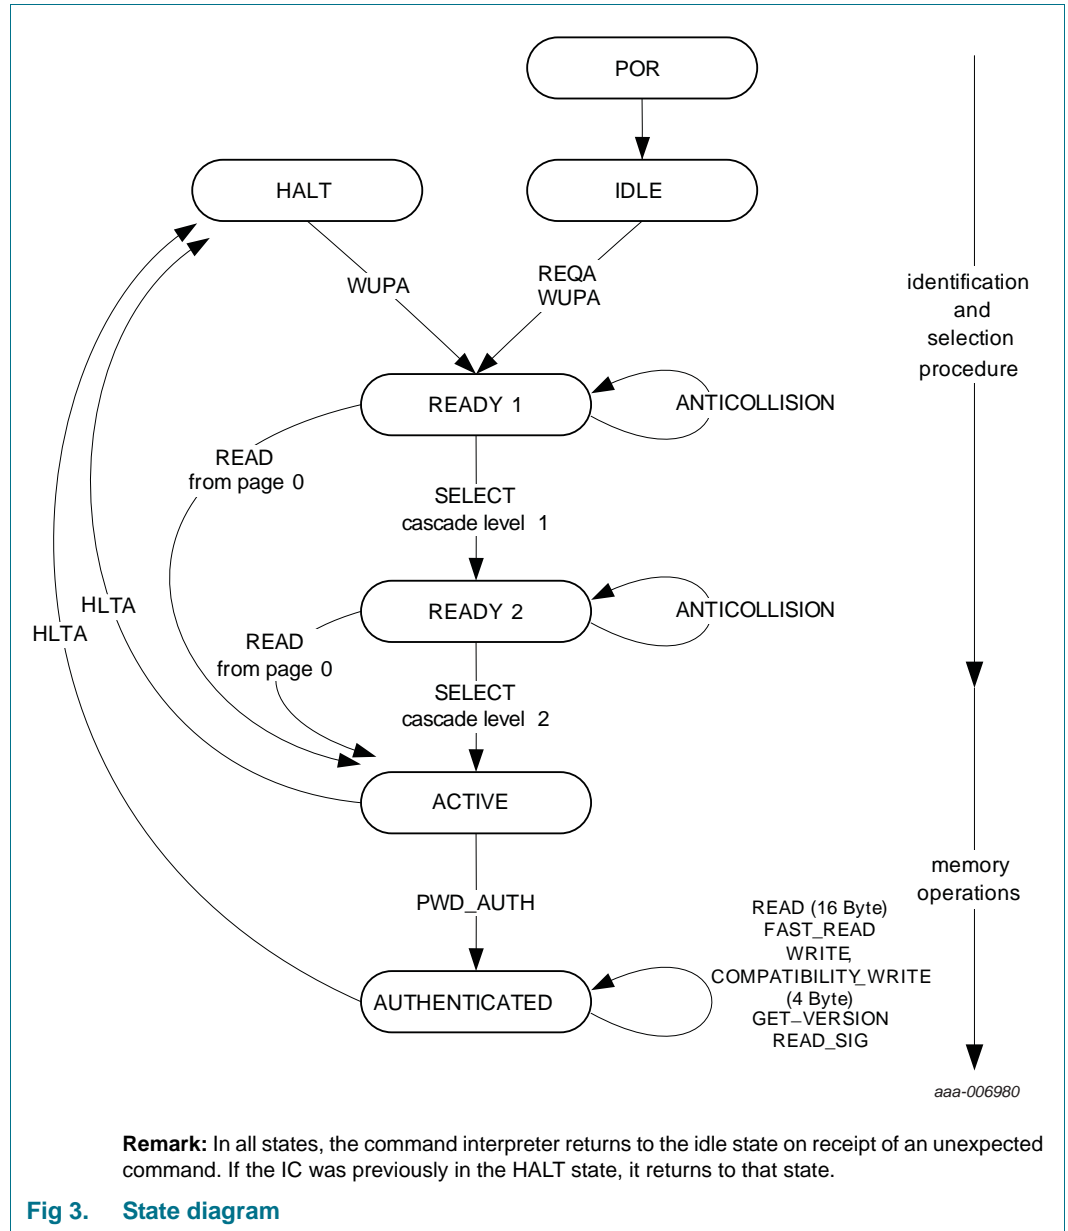 POR
HALT
IDLE
WUPA
REQA
WUPA
identification
and
selection
procedure
READY 1
ANTICOLLISION
READ
from page 0
SELECT
cascade level 1
READY 2
ANTICOLLISION
HLTA
HLTA
READ
from page 0
SELECT
cascade level 2
ACTIVE
memory
operations
PWD_AUTH
READ (16 Byte)
FAST_READ
WRITE,
COMPATIBILITY_WRITE
(4 Byte)
GET_VERSION
READ_SIG
AUTHENTICATED
aaa-006980
Remark: In all states, the command interpreter returns to the idle state on receipt of an unexpected
command. If the IC was previously in the HALT state, it returns to that state.
Fig 3. State diagram